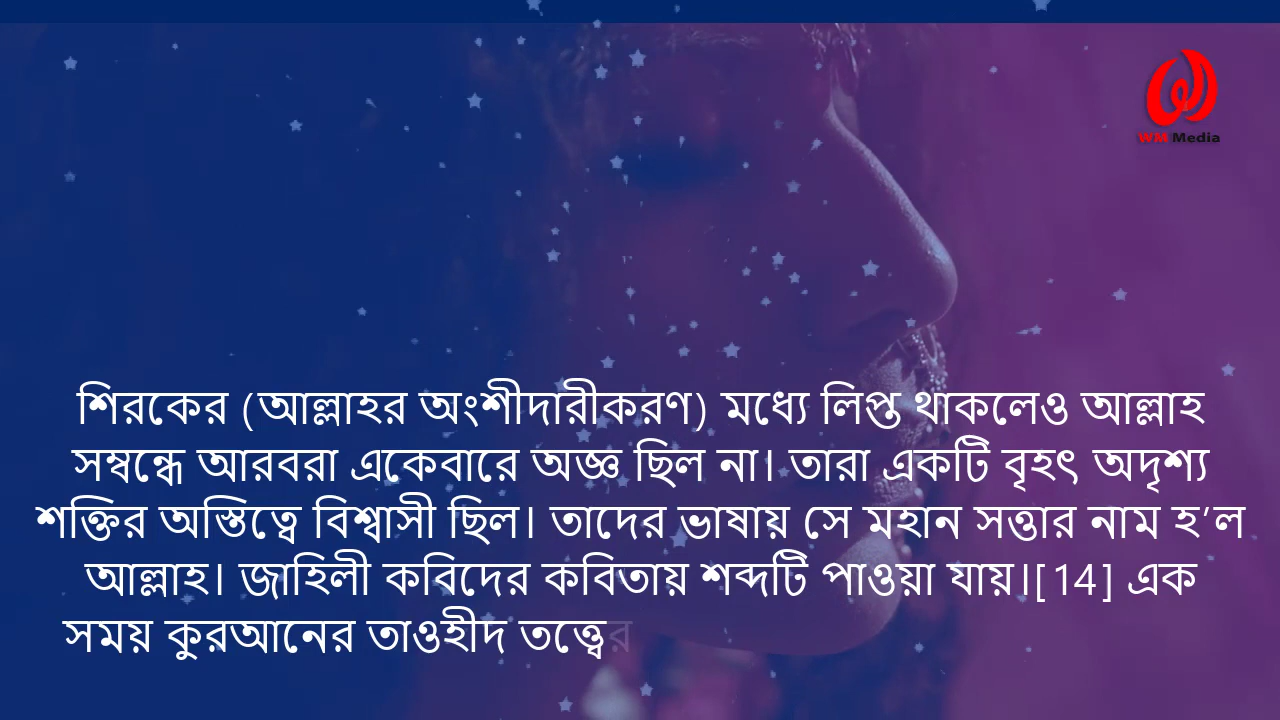 WM Media
শিরকের (আল্লাহর অংশীদারীকরণ) মধ্যে লিপ্ত থাকলেও আল্লাহ
সম্বন্ধে আরবরা একেবারে অজ্ঞ ছিল না। তারা একটি বৃহৎ অদৃশ্য
শক্তির অস্তিত্বে বিশ্বাসী ছিল। তাদের ভাষায় সে মহান সত্তার নাম হ’ল
আল্লাহ। জাহিলী কবিদের কবিতায় শব্দটি পাওয়া যায়।[14] এক
সময় কুরআনের তাওহীদ তত্ত্বের